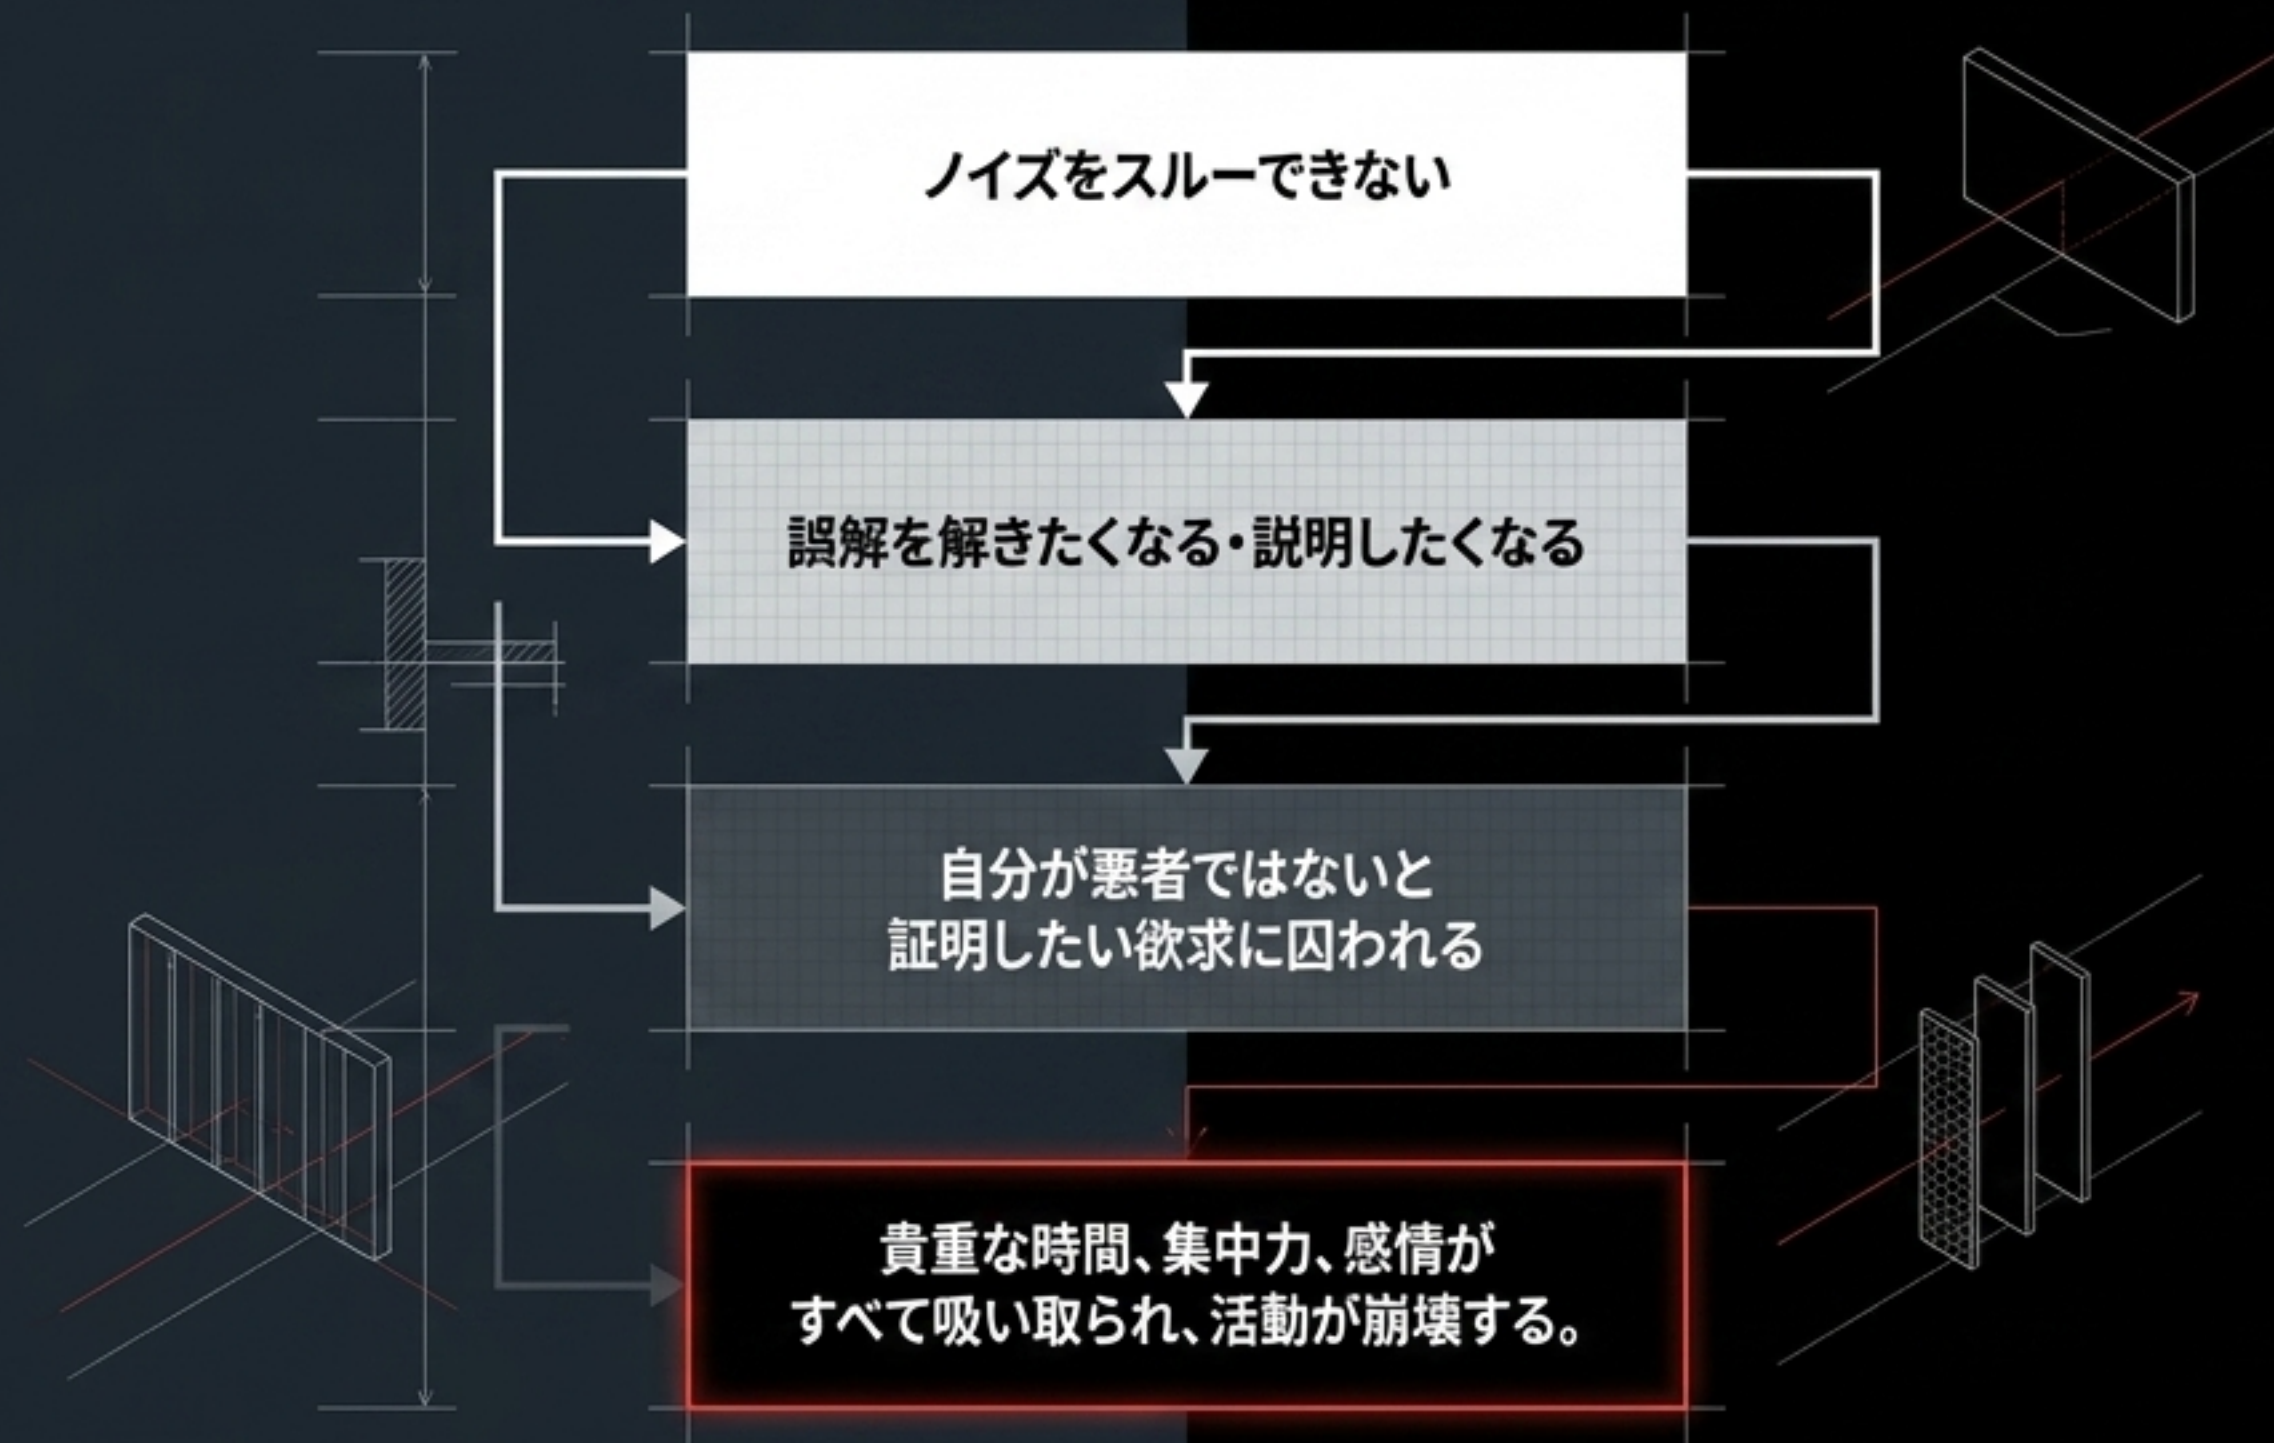 ノイズをスルーできない
誤解を解きたくなる・説明したくなる
自分が悪者ではないと
証明したい欲求に囚われる
貴重な時間、集中力、感情が
すべて吸い取られ、活動が崩壊する。